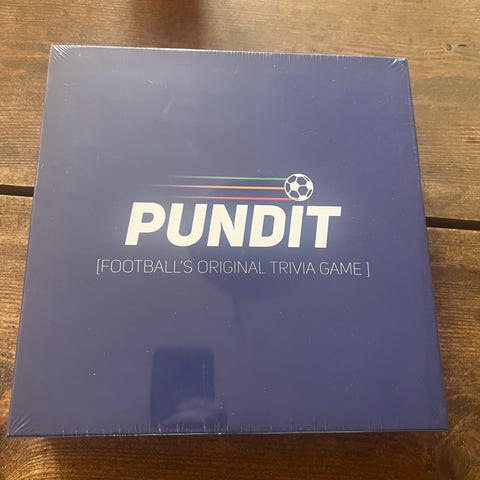 PUNDIT
[FOOTBALL'S ORIGINAL TRIVIA GAME ]